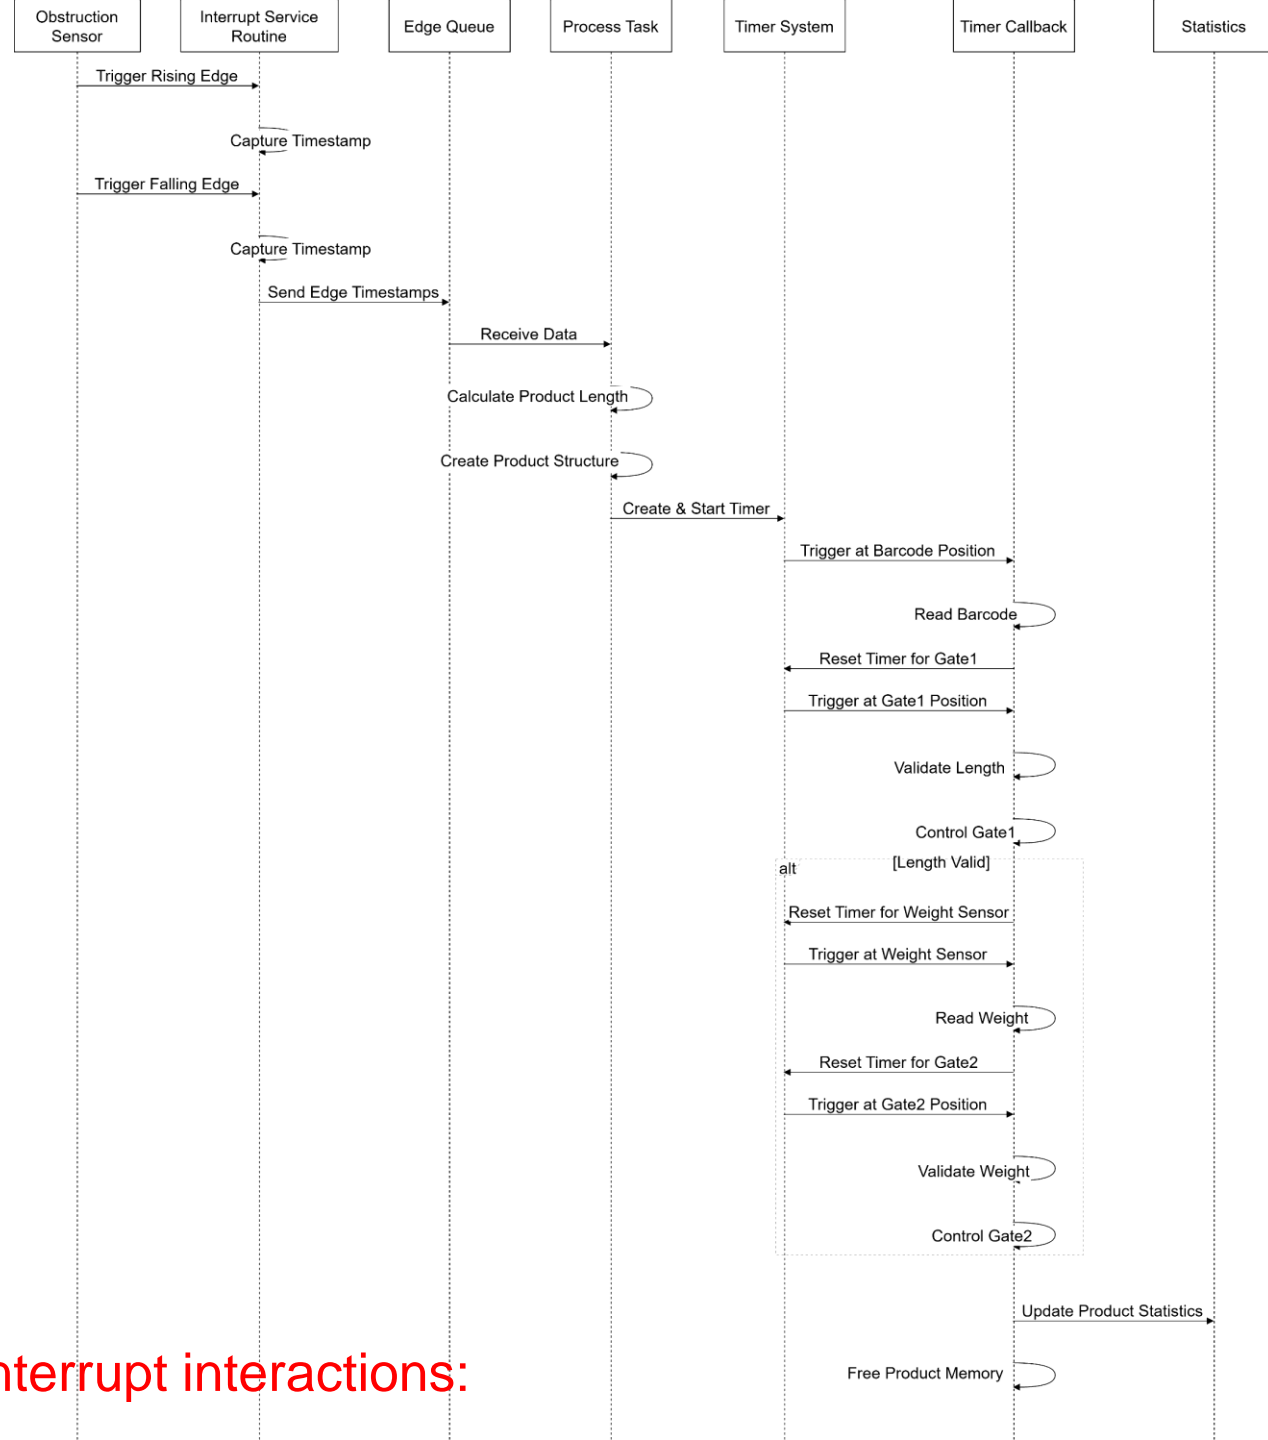 Obstruction
Sensor
Interrupt Service
Routine
Edge Queue
Process Task
Timer System
Timer Callback
Statistics
Trigger Rising Edge
Capture Timestamp
Trigger Falling Edge
Capture Timestamp
Send Edge Timestamps
Receive Data
Calculate Product Length
Create Product Structure
Create & Start Timer
Trigger at Barcode Position
Read Barcode
Reset Timer for Gate1
Trigger at Gate1 Position
Validate Length
Control Gate1
alt
[Length Valid]
Reset Timer for Weight Sensor
Trigger at Weight Sensor
Read Weight
Reset Timer for Gate2
Trigger at Gate2 Position
Validate Weight
Control Gate2
Update Product Statistics
nterrupt interactions:
Free Product Memory